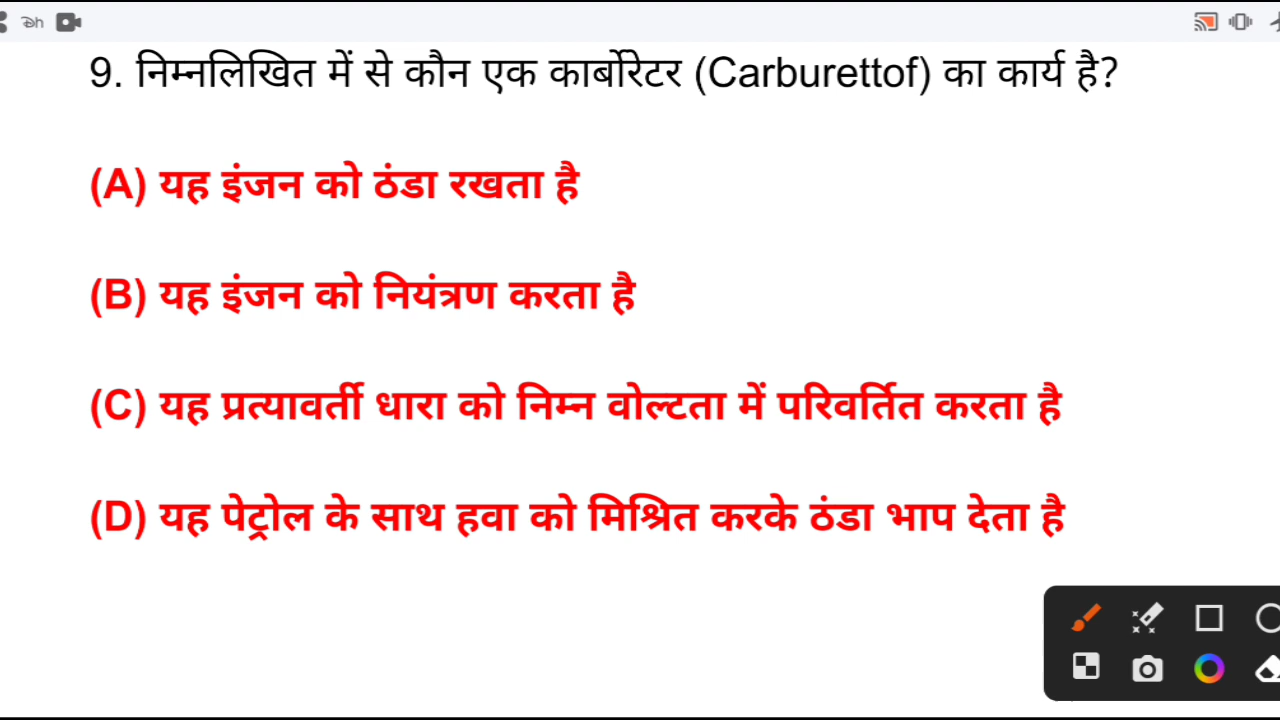 9. निम्नलिखित में से कौन एक कार्बोरेटर (Carburettof) का कार्य है?
(A) यह इंजन को ठंडा रखता है
(B) यह इंजन को नियंत्रण करता है
(C) यह प्रत्यावर्ती धारा को निम्न वोल्टता में परिवर्तित करता है
(D) यह पेट्रोल के साथ हवा को मिश्रित करके ठंडा भाप देता है